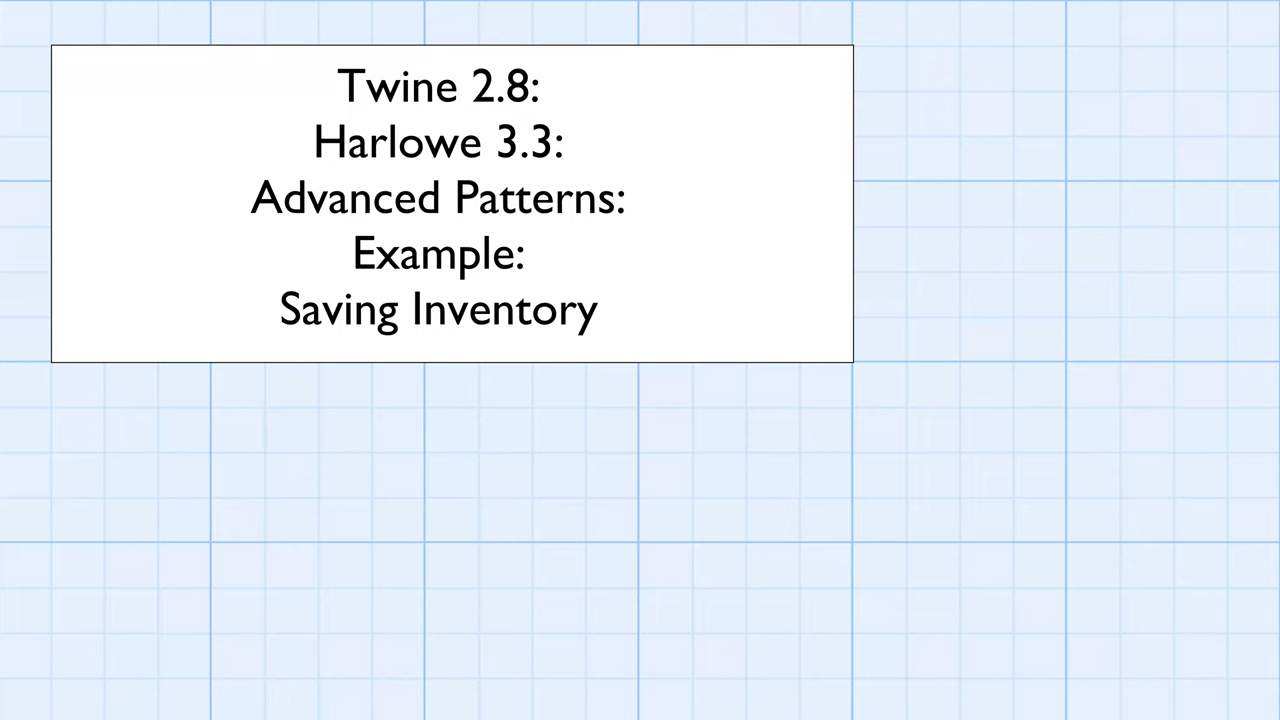 Twine 2.8:
Harlowe 3.3:
Advanced Patterns:
Example:
Saving Inventory